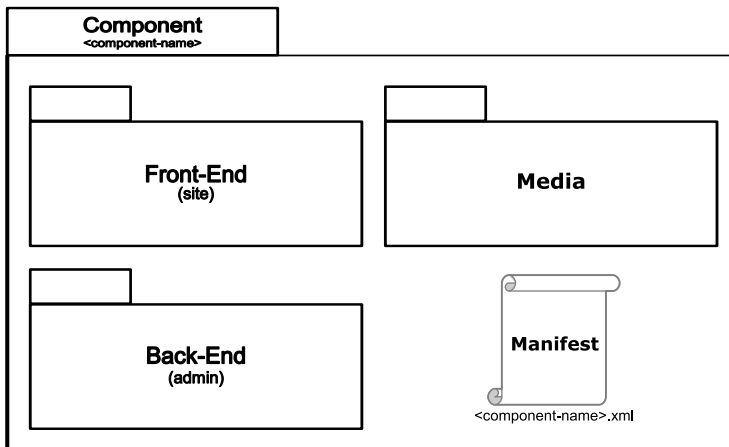 Component
<component-name>
Front-End
(site)
Media
Back-End
(admin)
Manifest
<component-name>.xml